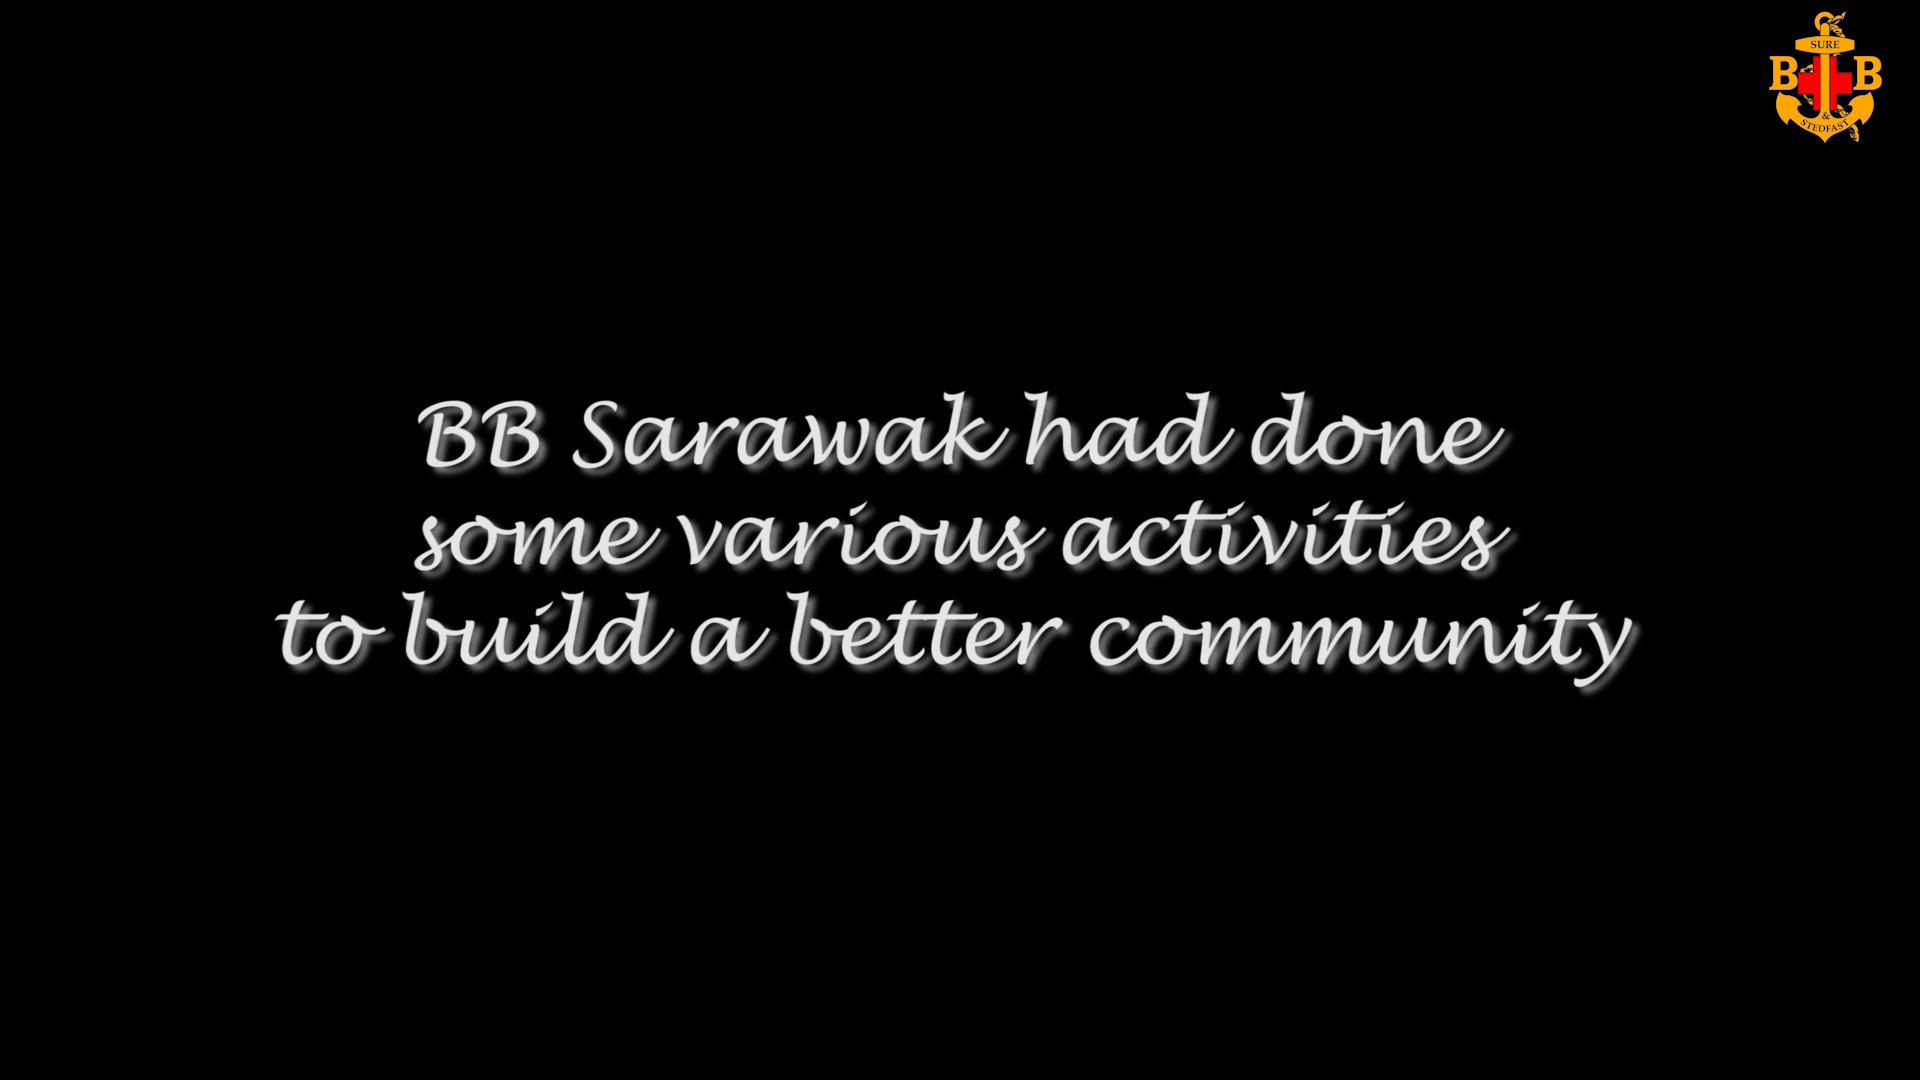 SURE
B B
&
STEDFAST
BB Sarawak had done
some various activities
to build a better community